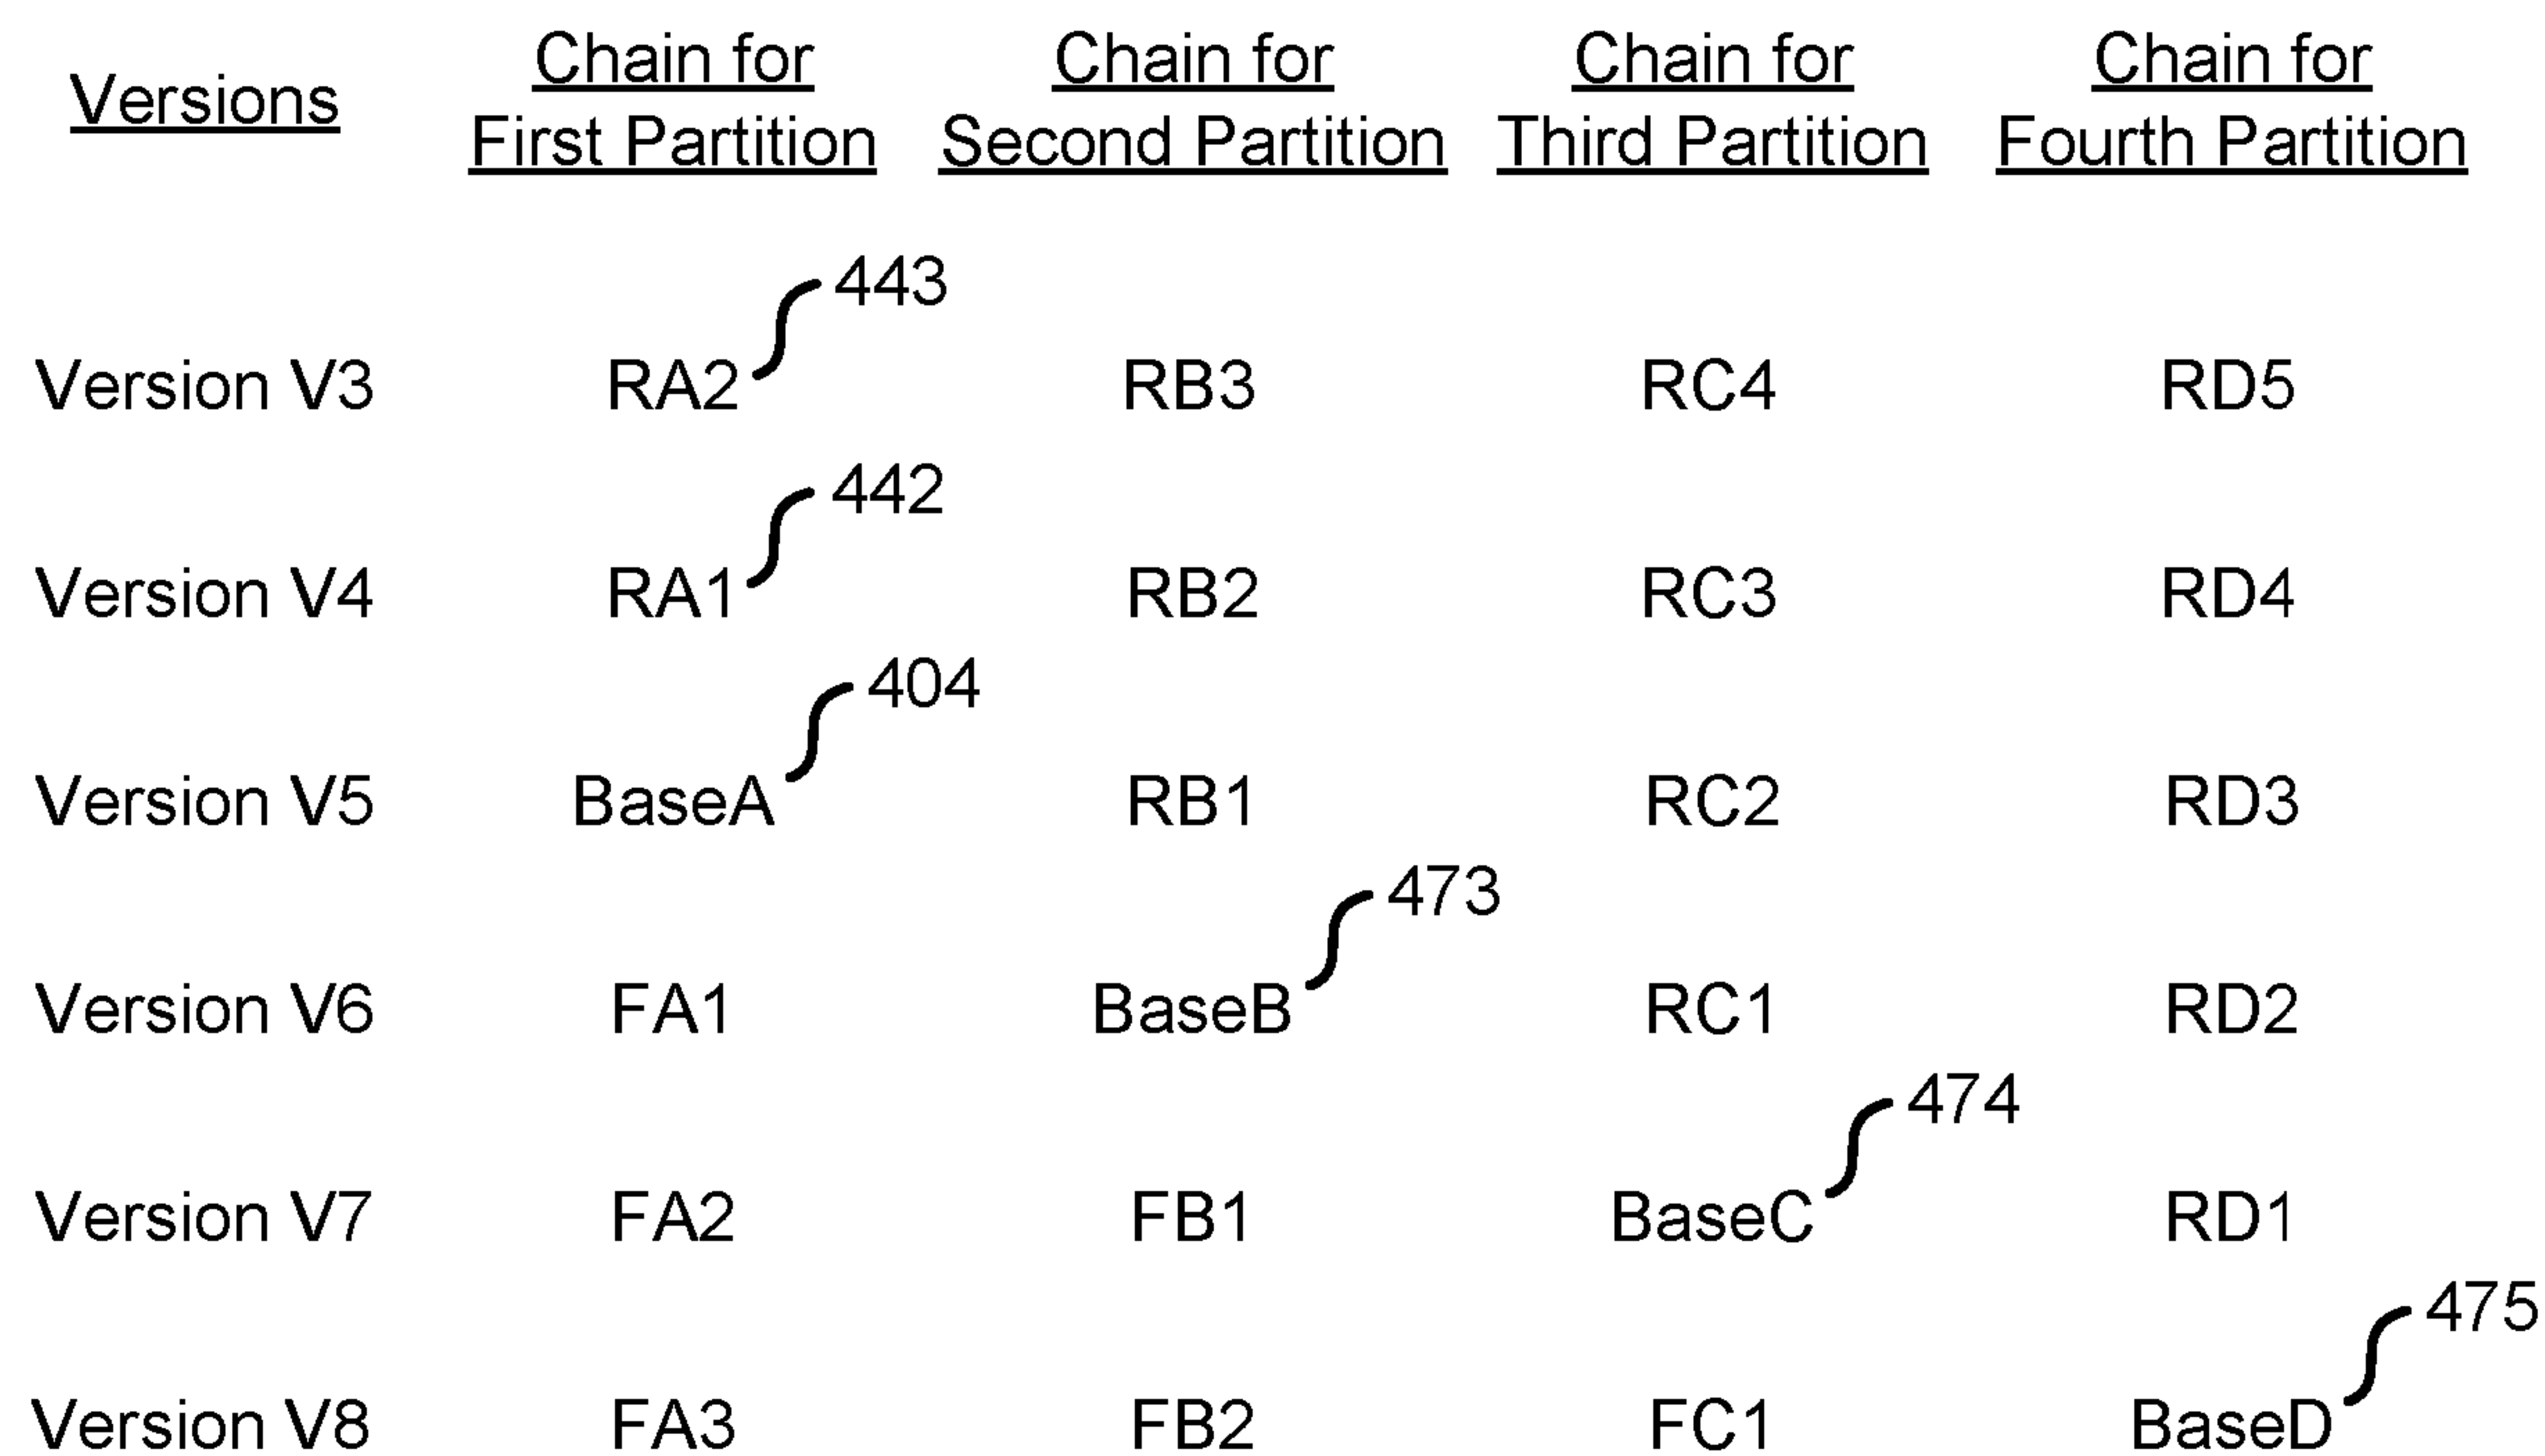 Versions
Chain for
First Partition
Chain for
Second Partition
Chain for
Third Partition
Chain for
Fourth Partition
443
Version V3 RA2 RB3 RC4 RD5
442
Version V4 RA1 RB2 RC3 RD4
404
Version V5 BaseA RB1 RC2 RD3
473
Version V6 FA1 BaseB RC1 RD2
474
Version V7 FA2 FB1 BaseC RD1
475
Version V8 FA3 FB2 FC1 BaseD